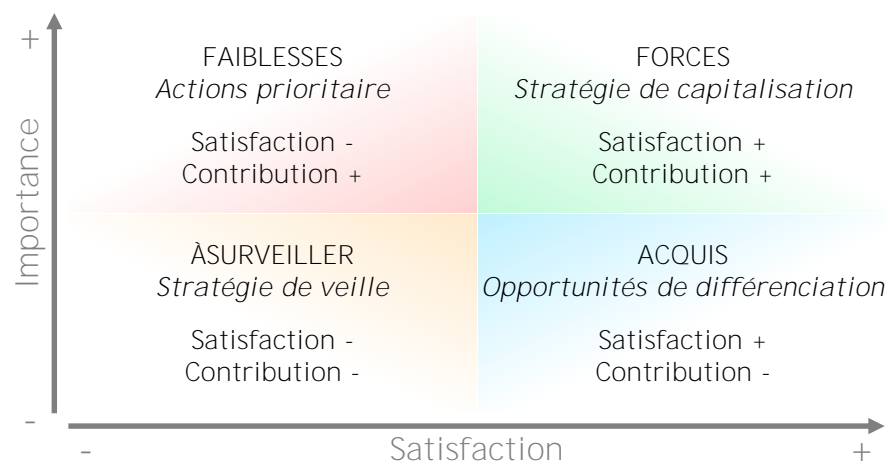 +
FAIBLESSES
Actions prioritaire
Satisfaction -
Contribution +
FORCES
Stratégie de capitalisation
Satisfaction +
Contribution +
Importance
ÀSURVEILLER
Stratégie de veille
Satisfaction -
Contribution -
ACQUIS
Opportunités de différenciation
Satisfaction +
Contribution -
-
-
Satisfaction
+